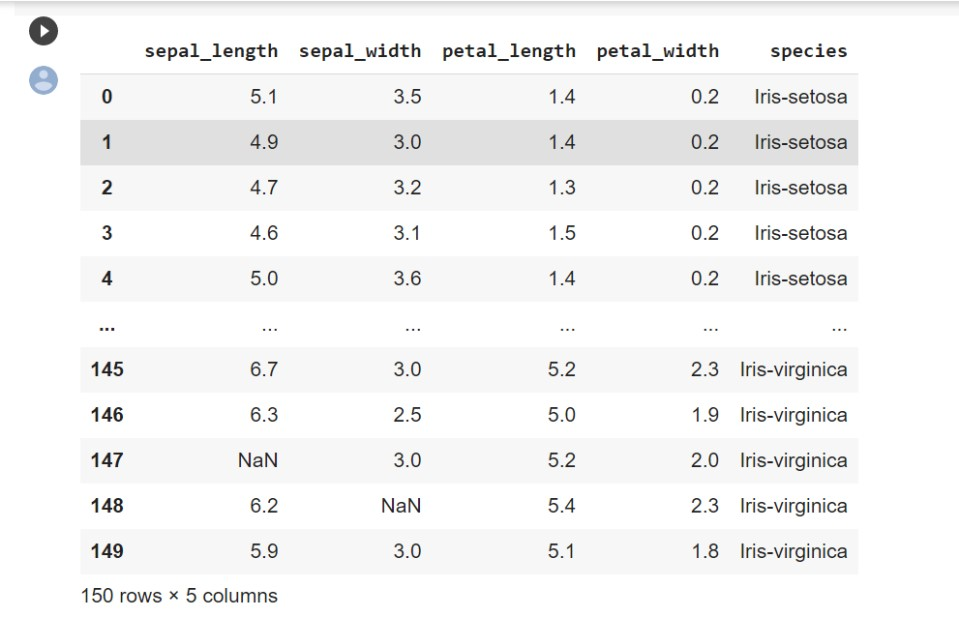 sepal_length sepal_width petal_length petal_width species
0 5.1 3.5 1.4 0.2 Iris-setosa
1 4.9 3.0 1.4 0.2 Iris-setosa
2 4.7 3.2 1.3 0.2 Iris-setosa
3 4.6 3.1 1.5 0.2 Iris-setosa
4 5.0 3.6 1.4 0.2 Iris-setosa
... ... ... ... ... ...
145 6.7 3.0 5.2 2.3 Iris-virginica
146 6.3 2.5 5.0 1.9 Iris-virginica
147 NaN 3.0 5.2 2.0 Iris-virginica
148 6.2 NaN 5.4 2.3 Iris-virginica
149 5.9 3.0 5.1 1.8 Iris-virginica
150 rows × 5 columns